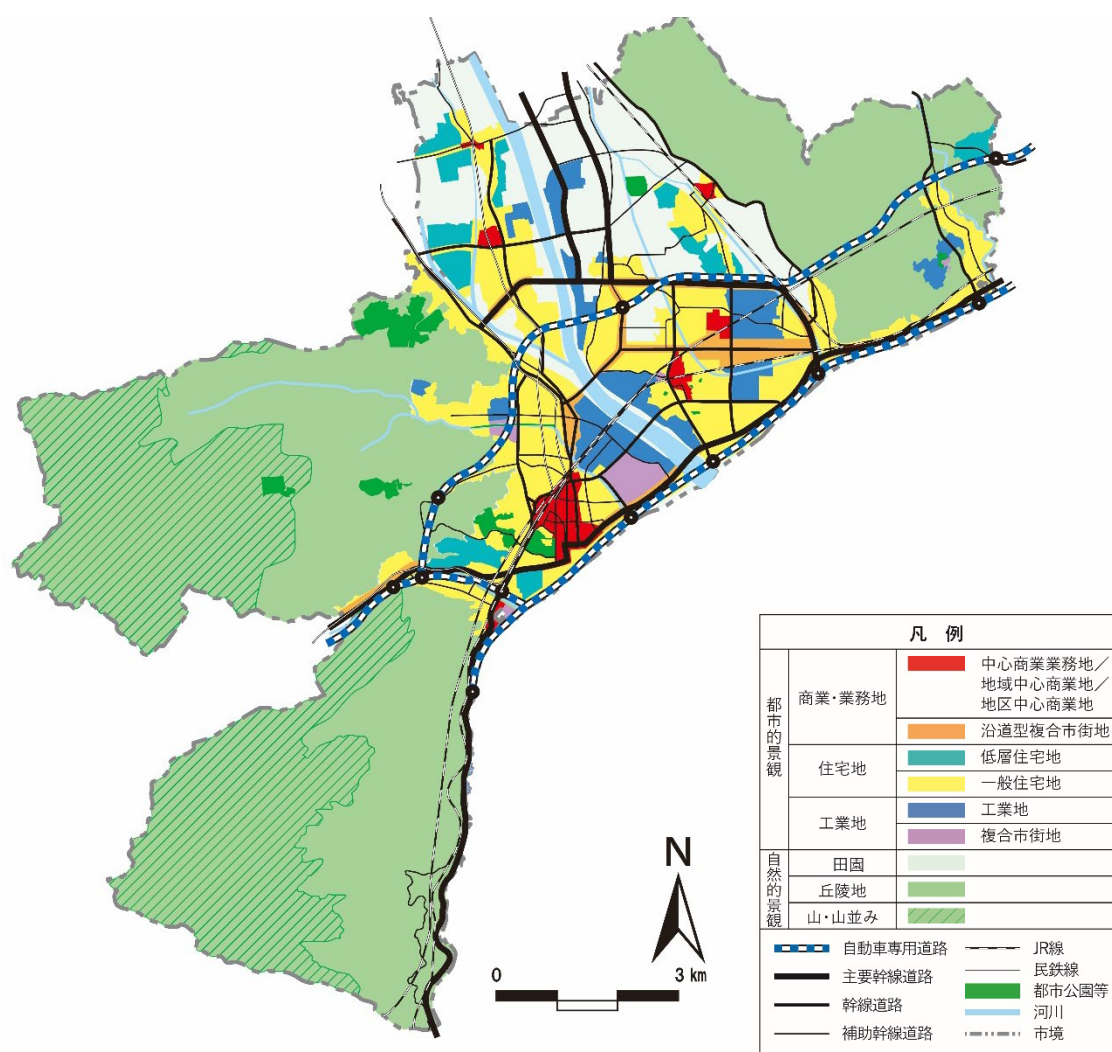 凡 例
都市的景観
商業・業務地
中心商業業務地／
地域中心商業地／
地区中心商業地
沿道型複合市街地
住宅地
低層住宅地
一般住宅地
工業地
工業地
複合市街地
自然的景観
田園
丘陵地
山・山並み
自動車専用道路
JR線
主要幹線道路
民鉄線
都市公園等
幹線道路
河川
補助幹線道路
市境
N
0
3 km